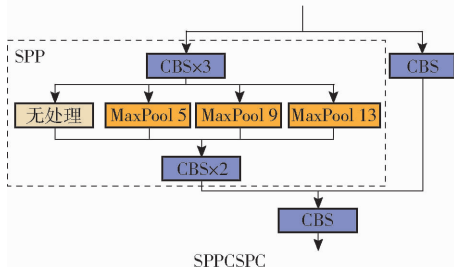 SPP
CBS×3
CBS
无处理
MaxPool 5
MaxPool 9
MaxPool 13
CBS×2
CBS
SPPCSPC